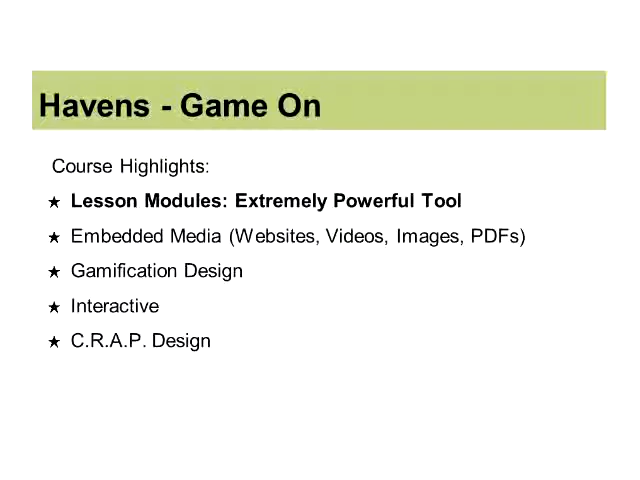 Havens - Game On
Course Highlights:
★ Lesson Modules: Extremely Powerful Tool
★ Embedded Media (Websites, Videos, Images, PDFs)
★ Gamification Design
★ Interactive
★ C.R.A.P. Design